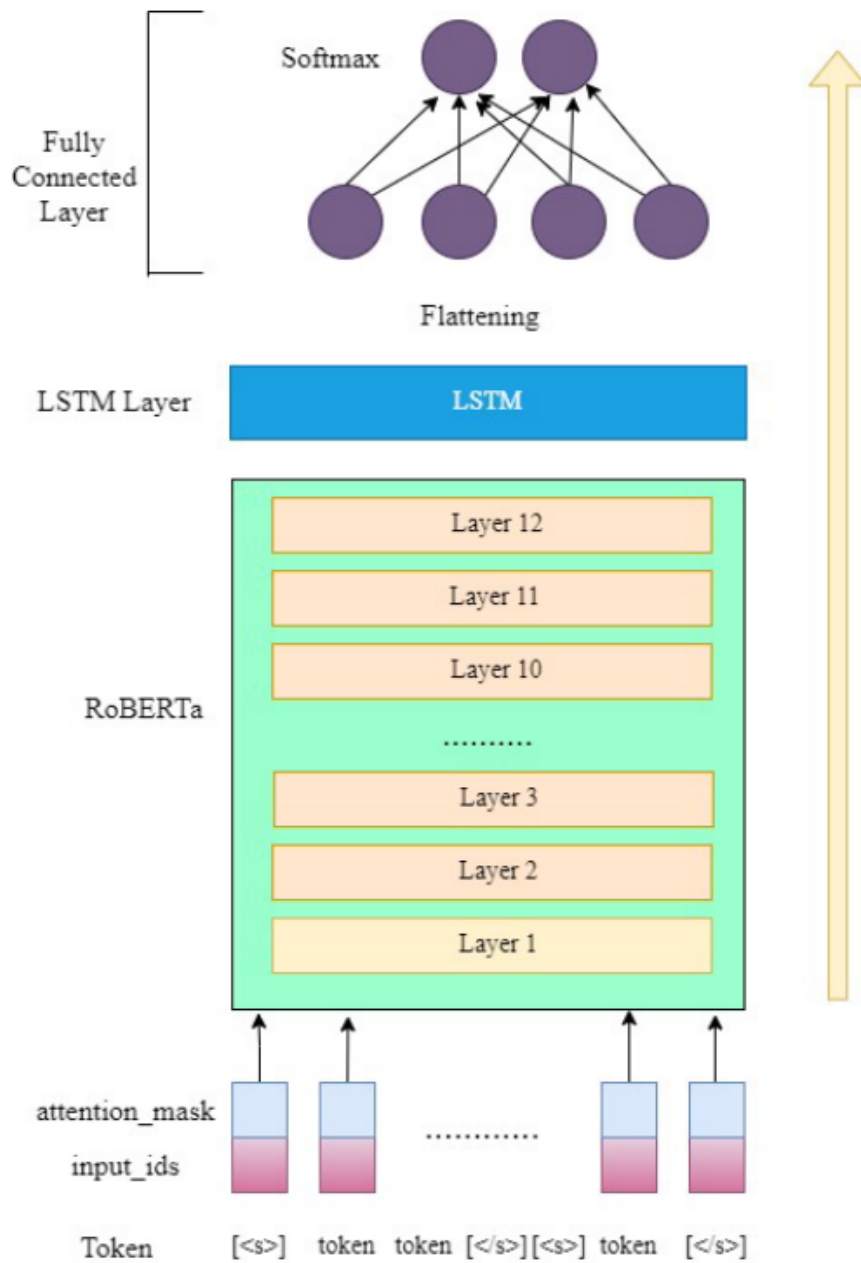 Softmax
Fully
Connected
Layer
Flattening
LSTM Layer
LSTM
Layer 12
Layer 11
Layer 10
RoBERTa
..........
Layer 3
Layer 2
Layer 1
attention_mask
............
input_ids
Token [<s>] token token [</s>] [<s>] token [</s>]